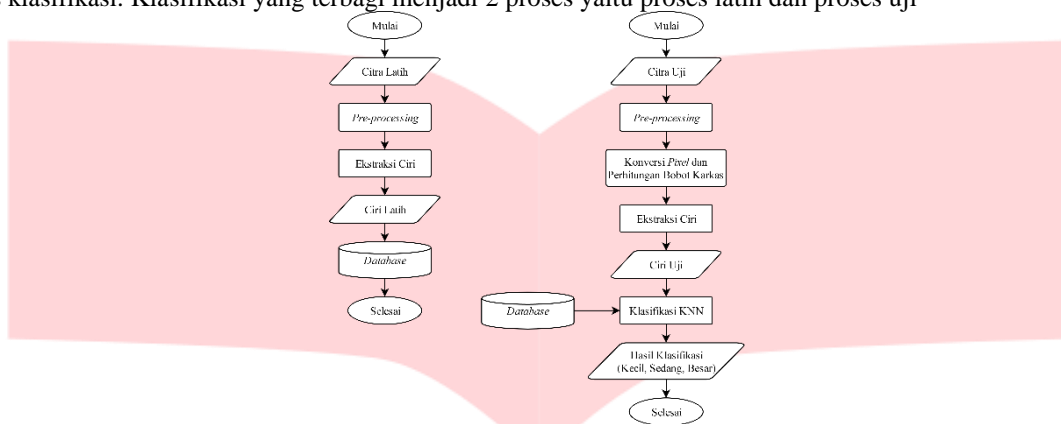 klasifikasi. Klasifikasi yang terbagi menjadi 2 proses yaitu proses latih dan proses uji
Mulai
Citra Latih
Pre-processing
Ekstraksi Ciri
Ciri Latih
Database
Selesai
Mulai
Citra Uji
Pre-processing
Konversi Pixel dan
Perhitungan Bobot Karkas
Ekstraksi Ciri
Ciri Uji
Database
Klasifikasi KNN
Hasil Klasifikasi
(Kecil, Sedang, Besar)
Selesai